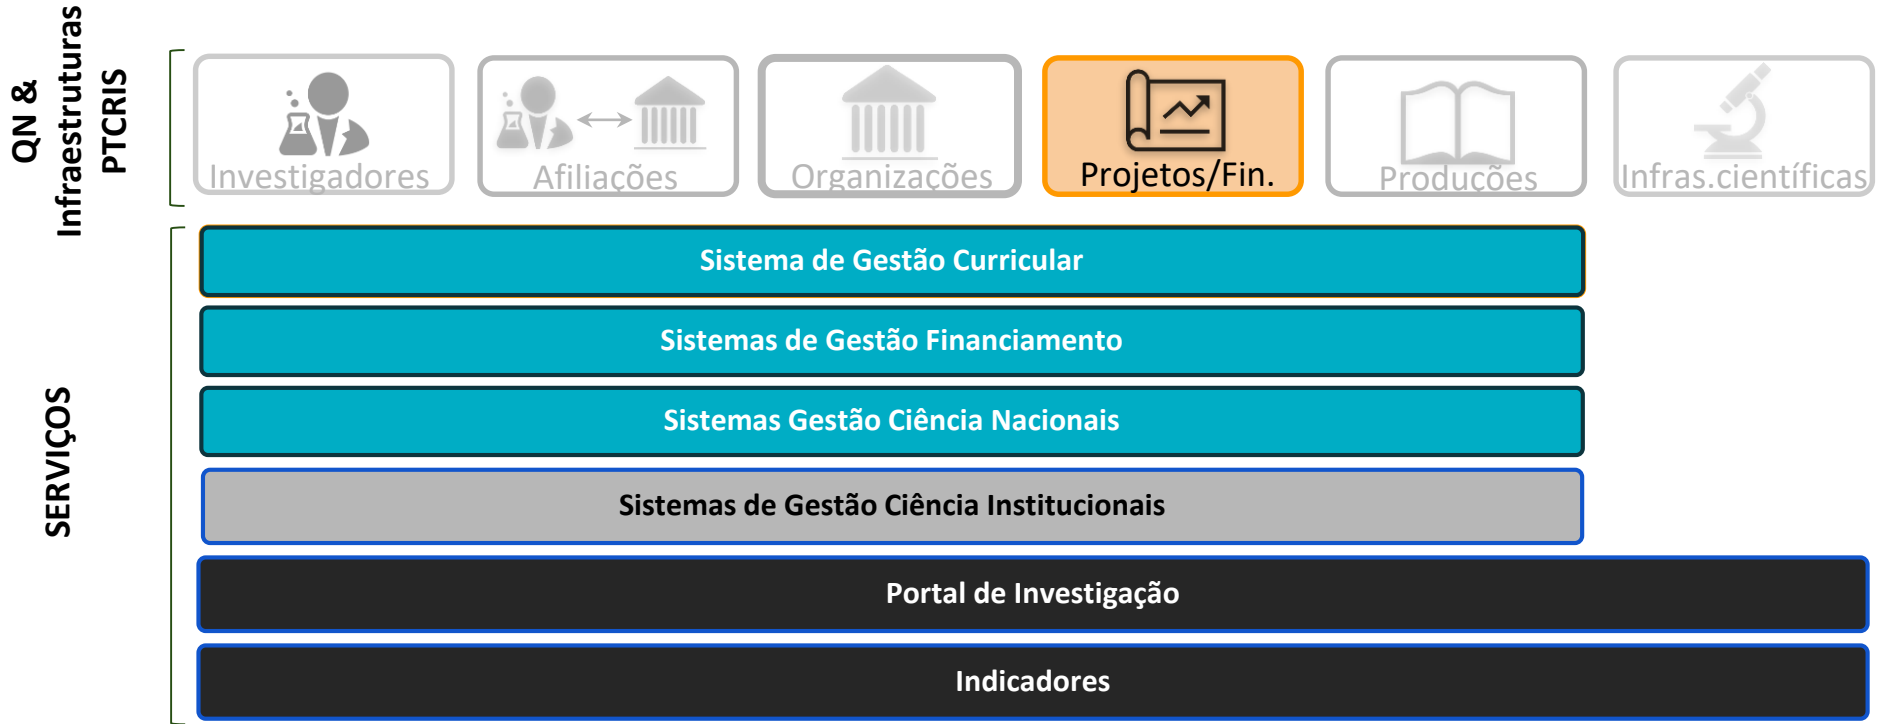 QN &
Infraestruturas
PTCRIS
Investigadores
Afiliações
Organizações
Projetos/Fin.
Produções
Infras.científicas
SERVIÇOS
Sistema de Gestão Curricular
Sistemas de Gestão Financiamento
Sistemas Gestão Ciência Nacionais
Sistemas de Gestão Ciência Institucionais
Portal de Investigação
Indicadores